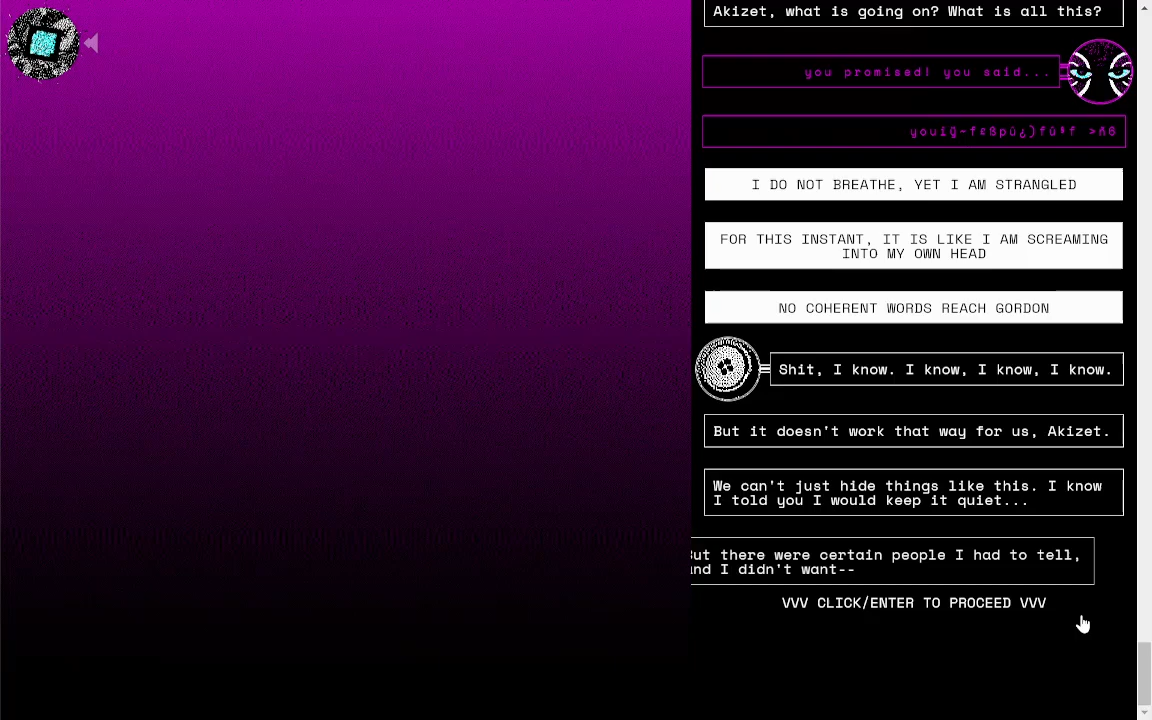 Akizet, what is going on? What is all this?
you promised! you said...
I DO NOT BREATHE, YET I AM STRANGLED
FOR THIS INSTANT, IT IS LIKE I AM SCREAMING
INTO MY OWN HEAD
NO COHERENT WORDS REACH GORDON
Shit, I know. I know, I know, I know.
But it doesn't work that way for us, Akizet.
We can't just hide things like this. I know
I told you I would keep it quiet...
But there were certain people I had to tell,
and I didn't want--
VVV CLICK/ENTER TO PROCEED VVV